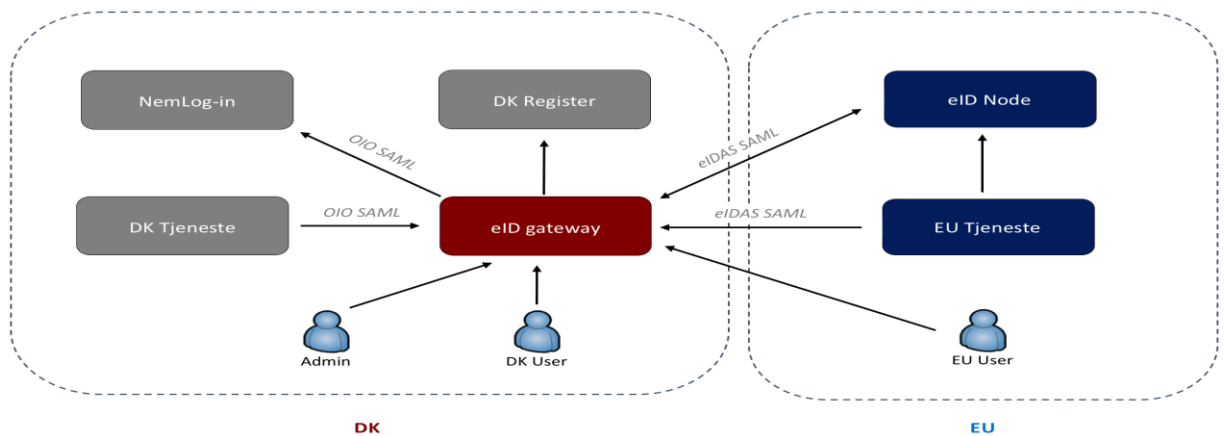 NemLog-in
DK Register
eID Node
OIO SAML
eIDAS SAML
DK Tjeneste
OIO SAML
eID gateway
eIDAS SAML
EU Tjeneste
Admin
DK User
EU User
DK
EU